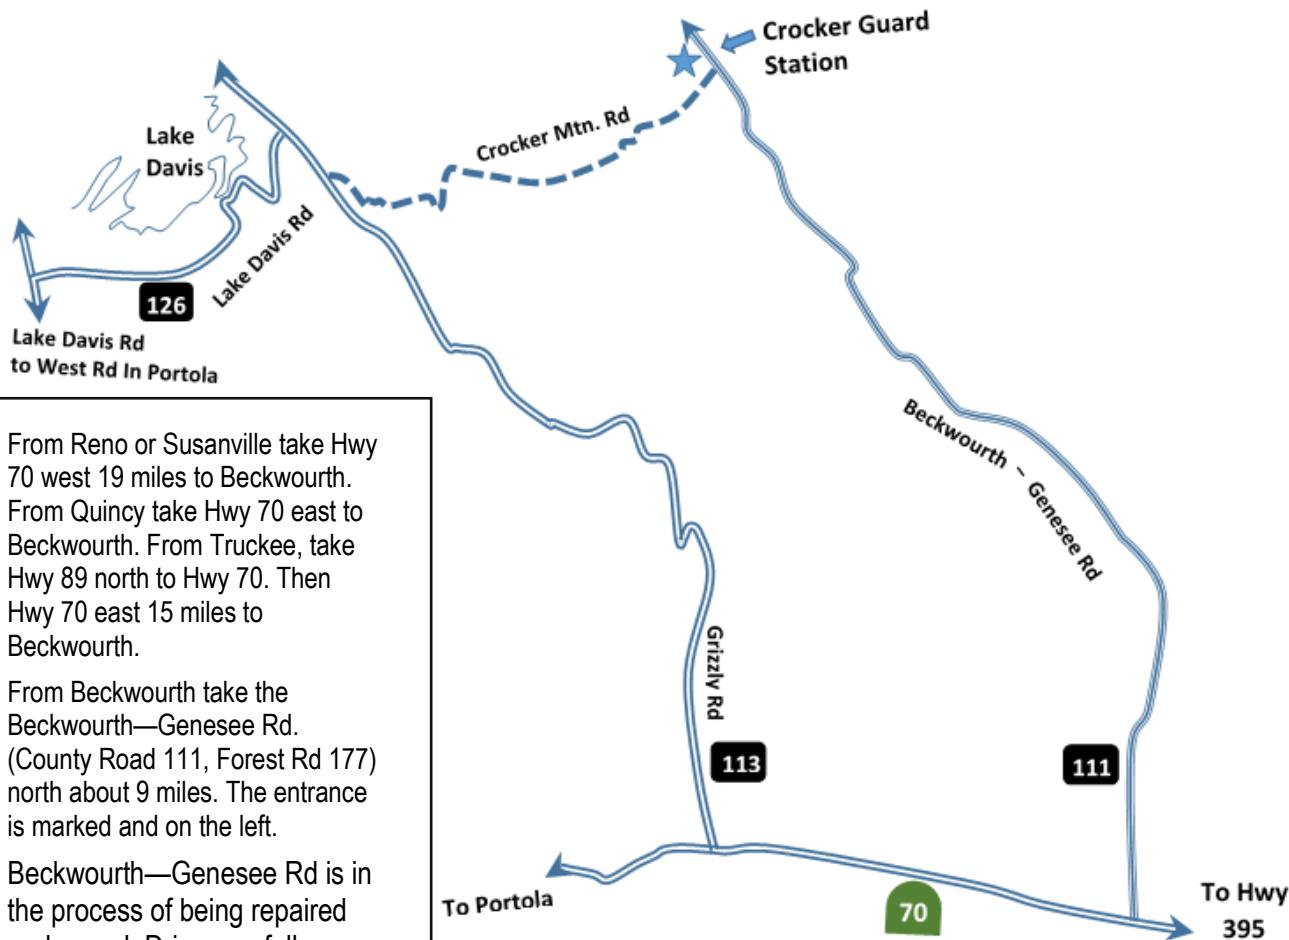 Crocker Guard
Station
Crocker Mtn. Rd
Lake
Davis
Lake Davis Rd
126
Lake Davis Rd
to West Rd In Portola
From Reno or Susanville take Hwy
70 west 19 miles to Beckwourth.
From Quincy take Hwy 70 east to
Beckwourth. From Truckee, take
Hwy 89 north to Hwy 70. Then
Hwy 70 east 15 miles to
Beckwourth.
From Beckwourth take the
Beckwourth—Genesee Rd.
(County Road 111, Forest Rd 177)
north about 9 miles. The entrance
is marked and on the left.
Beckwourth—Genesee Rd is in
the process of being repaired
Beckwourth – Genesee Rd
Grizzly Rd
113
111
To Portola
70
To Hwy
395